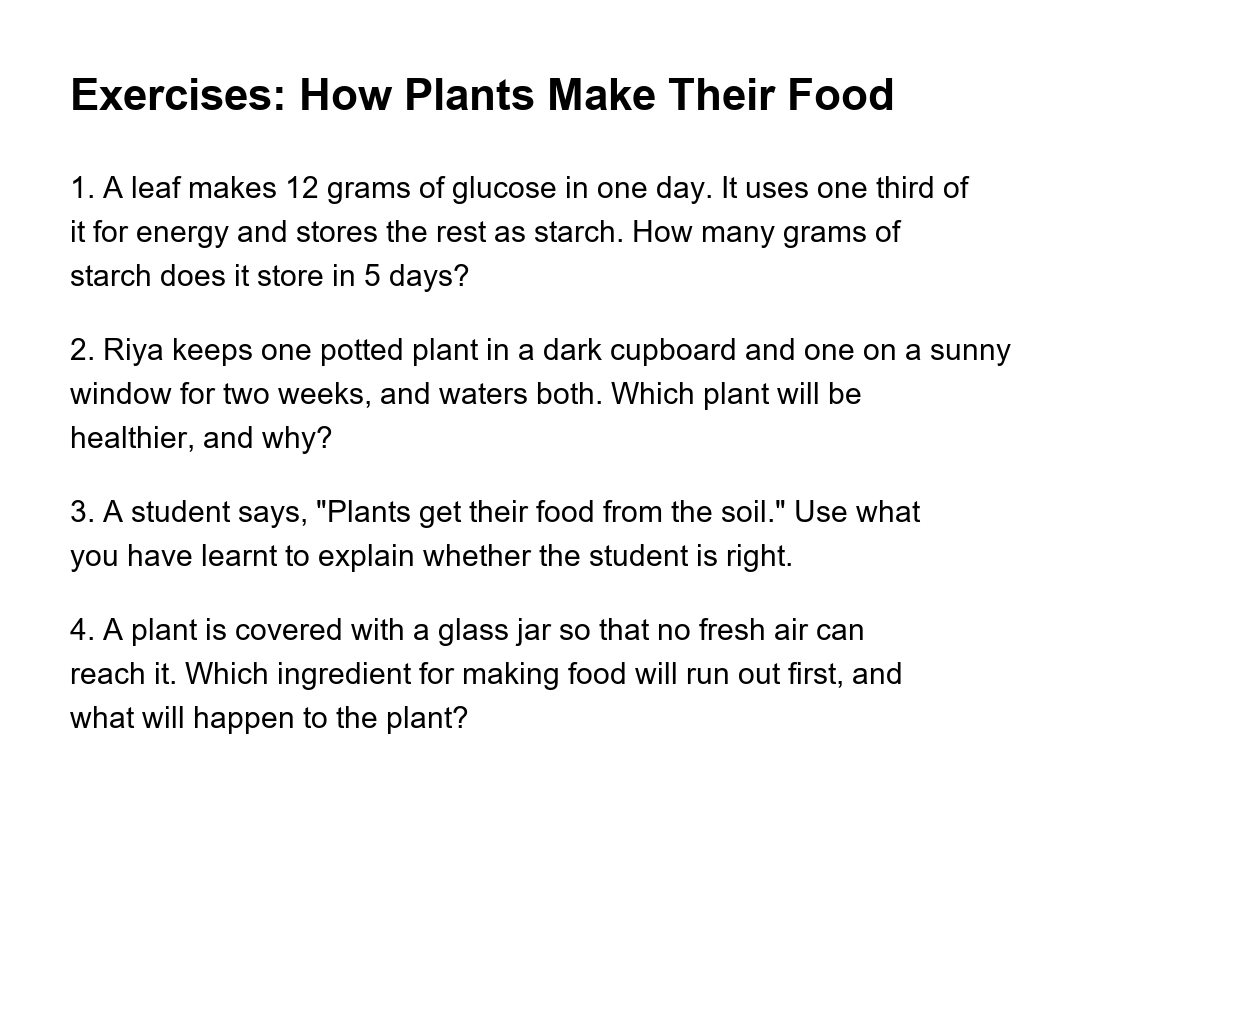 Exercises: How Plants Make Their Food
1. A leaf makes 12 grams of glucose in one day. It uses one third of
it for energy and stores the rest as starch. How many grams of
starch does it store in 5 days?
2. Riya keeps one potted plant in a dark cupboard and one on a sunny
window for two weeks, and waters both. Which plant will be
healthier, and why?
3. A student says, "Plants get their food from the soil." Use what
you have learnt to explain whether the student is right.
4. A plant is covered with a glass jar so that no fresh air can
reach it. Which ingredient for making food will run out first, and
what will happen to the plant?